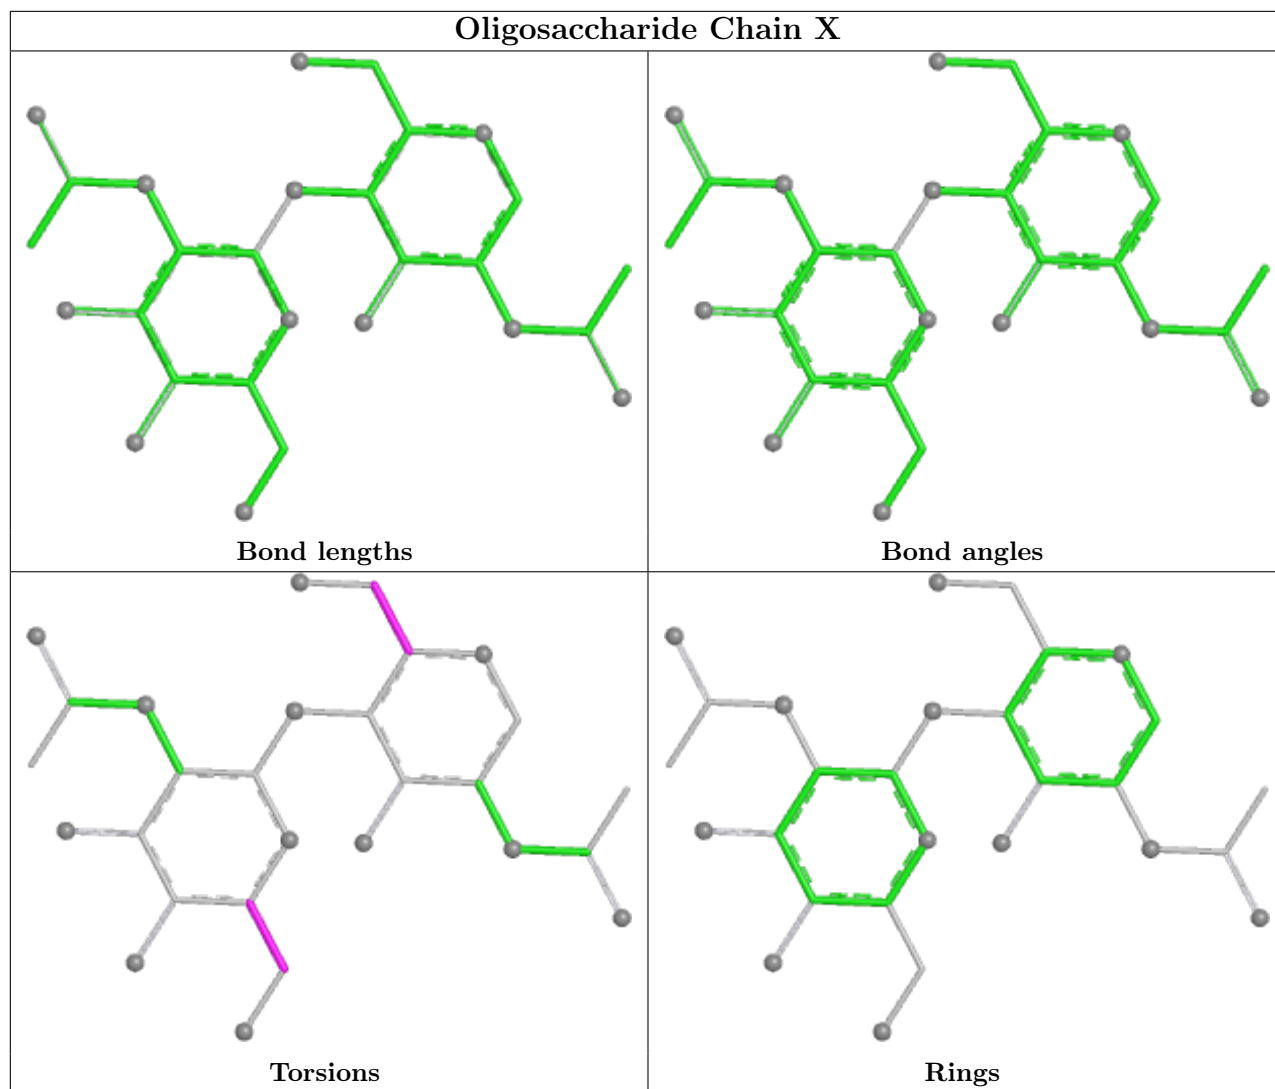 Oligosaccharide Chain X
Bond lengths
Bond angles
Torsions
Rings